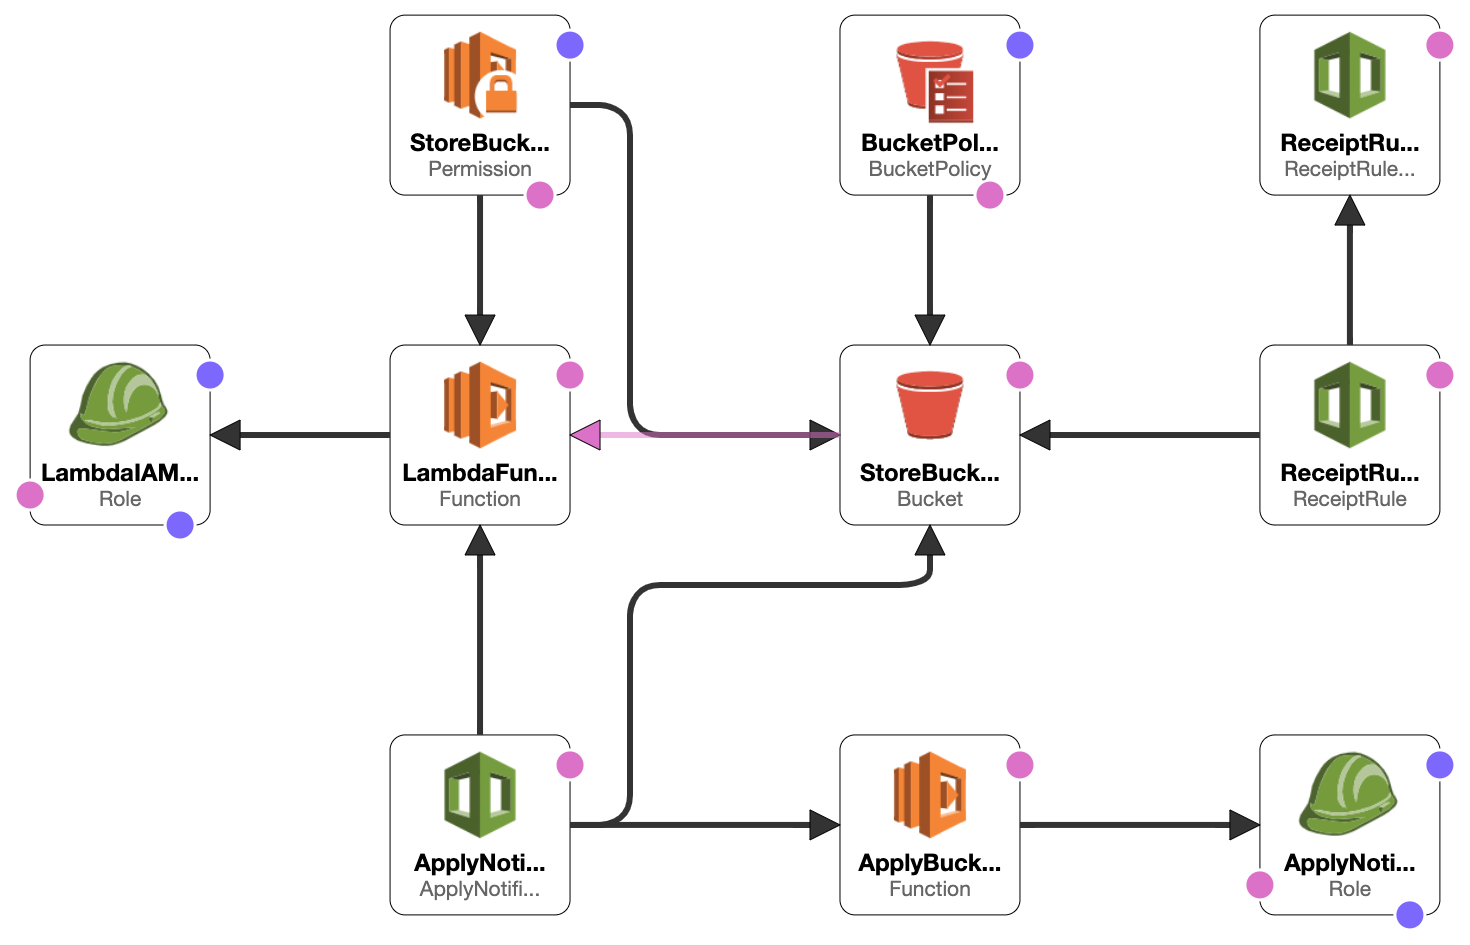 StoreBuck...
Permission
BucketPol...
BucketPolicy
ReceiptRu...
ReceiptRule...
LambdaIAM...
Role
LambdaFun...
Function
StoreBuck...
Bucket
ReceiptRu...
ReceiptRule
ApplyNoti...
ApplyNotifi...
ApplyBuck...
Function
ApplyNoti...
Role